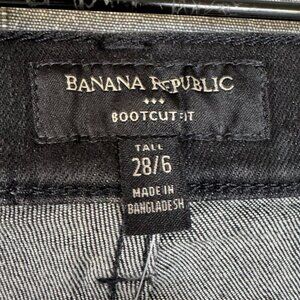 BANANA REPUBLIC
BOOTCUT FIT
TALL
28/6
MADE IN
BANGLADESH